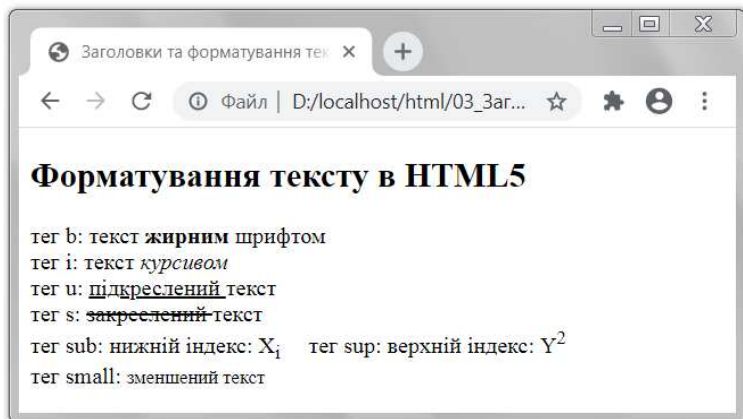 Заголовки та форматування тек
Файл | D:/localhost/html/03_Заг...
Форматування тексту в HTML5
тег b: текст жирним шрифтом
тег i: текст курсивом
тег u: підкреслений текст
тег s: закреслений текст
тег sub: нижній індекс: Xi тег sup: верхній індекс: Y2
тег small: зменшений текст